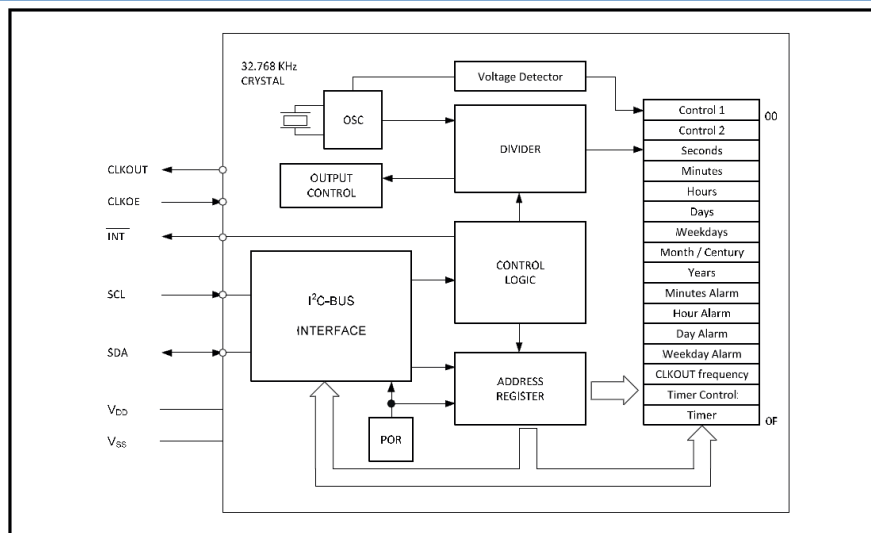 32.768 KHz
CRYSTAL
OSC
Voltage Detector
DIVIDER
OUTPUT
CONTROL
CONTROL
LOGIC
I²C-BUS
INTERFACE
ADDRESS
REGISTER
POR
CLKOUT
CLKOE
INT
SCL
SDA
VDD
VSS
Control 1
00
Control 2
Seconds
Minutes
Hours
Days
Weekdays
Month / Century
Years
Minutes Alarm
Hour Alarm
Day Alarm
Weekday Alarm
CLKOUT frequency
Timer Control:
Timer
0F